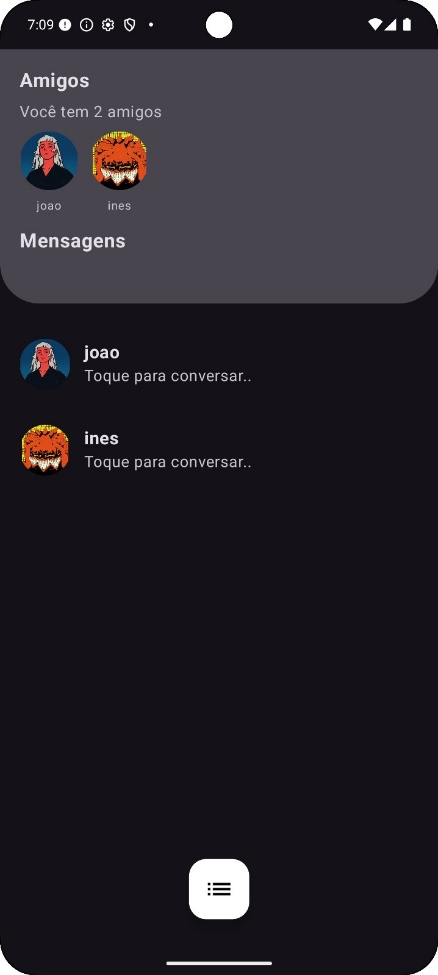 7:09
Amigos
Você tem 2 amigos
joao ines
Mensagens
joao
Toque para conversar..
ines
Toque para conversar..